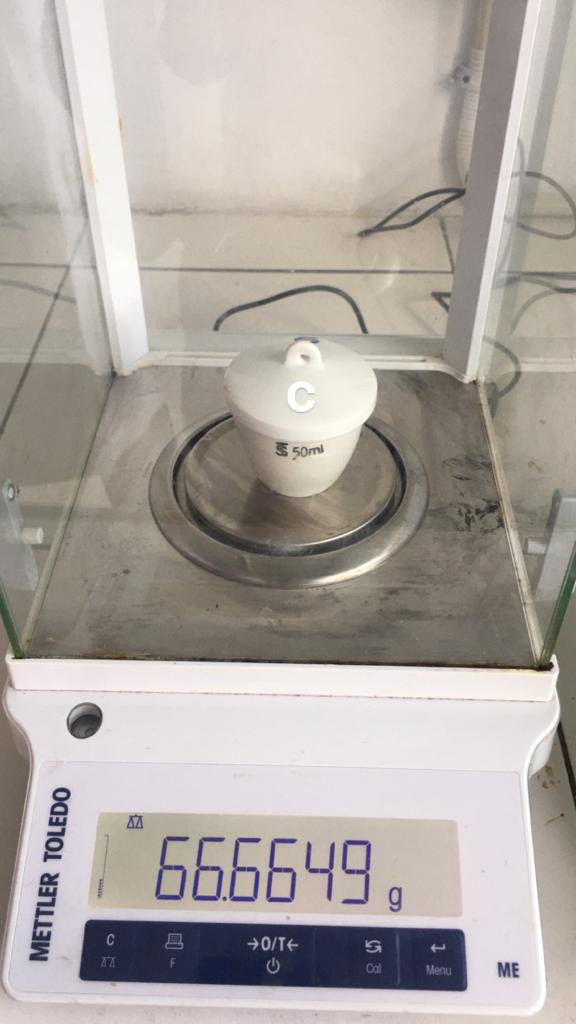 C
50ml
METTLER TOLEDO
66.6649 g
C
F
→0/T←
Cal
Menu
ME